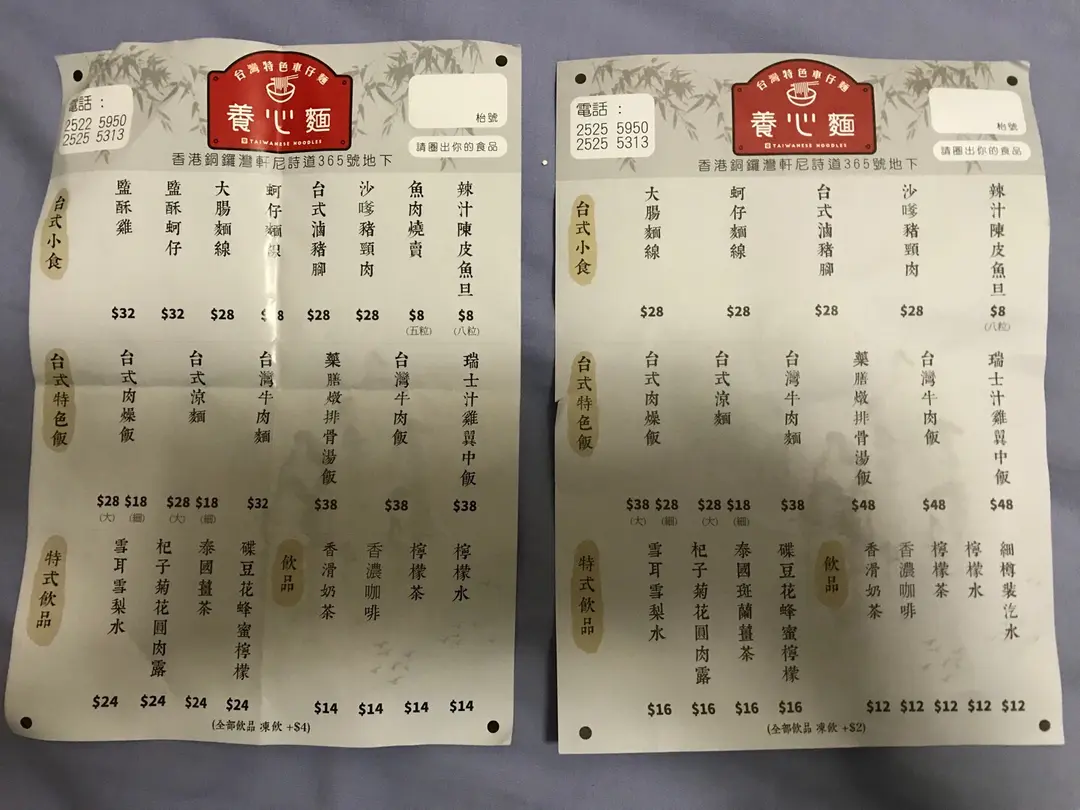 台灣特色車仔麵
養心麵
TAIWANESE NOODLES
電話：
2522 5950
2525 5313
枱號
請圈出你的食品
香港銅鑼灣軒尼詩道365號地下
台式小食
鹽酥雞
$32
鹽酥蚵仔
$32
大腸麵線
$28
蚵仔麵線
台式滷豬腳
$28
沙嗲豬頸肉
$28
魚肉燒賣
$8
(五粒)
辣汁陳皮魚旦
$8
(八粒)
台式特色飯
台式肉燥飯
$28 $18
(大) (細)
台式涼麵
$28 $18
(大) (細)
台灣牛肉麵
$32
藥膳燉排骨湯飯
$38
台灣牛肉飯
$38
瑞士汁雞翼中飯
$38
特式飲品
雪耳雪梨水
$24
杞子菊花圓肉露
$24
泰國薑茶
$24
碟豆花蜂蜜檸檬
$24
飲品
香滑奶茶
$14
香濃咖啡
$14
檸檬茶
$14
檸檬水
$14
(全部飲品 凍飲 +$4)
台灣特色車仔麵
養心麵
TAIWANESE NOODLES
電話：
2525 5950
2525 5313
枱號
請圈出你的食品
香港銅鑼灣軒尼詩道365號地下
台式小食
大腸麵線
$28
蚵仔麵線
$28
台式滷豬腳
$28
沙嗲豬頸肉
$28
辣汁陳皮魚旦
$8
(八粒)
台式特色飯
台式肉燥飯
$38 $28
(大) (細)
台式涼麵
$28 $18
(大) (細)
台灣牛肉麵
$38
藥膳燉排骨湯飯
$48
台灣牛肉飯
$48
瑞士汁雞翼中飯
$48
特式飲品
雪耳雪梨水
$16
杞子菊花圓肉露
$16
泰國斑蘭薑茶
$16
碟豆花蜂蜜檸檬
$16
飲品
香滑奶茶
$12
香濃咖啡
$12
檸檬茶
$12
檸檬水
$12
細樽裝汽水
$12
(全部飲品 凍飲 +$2)